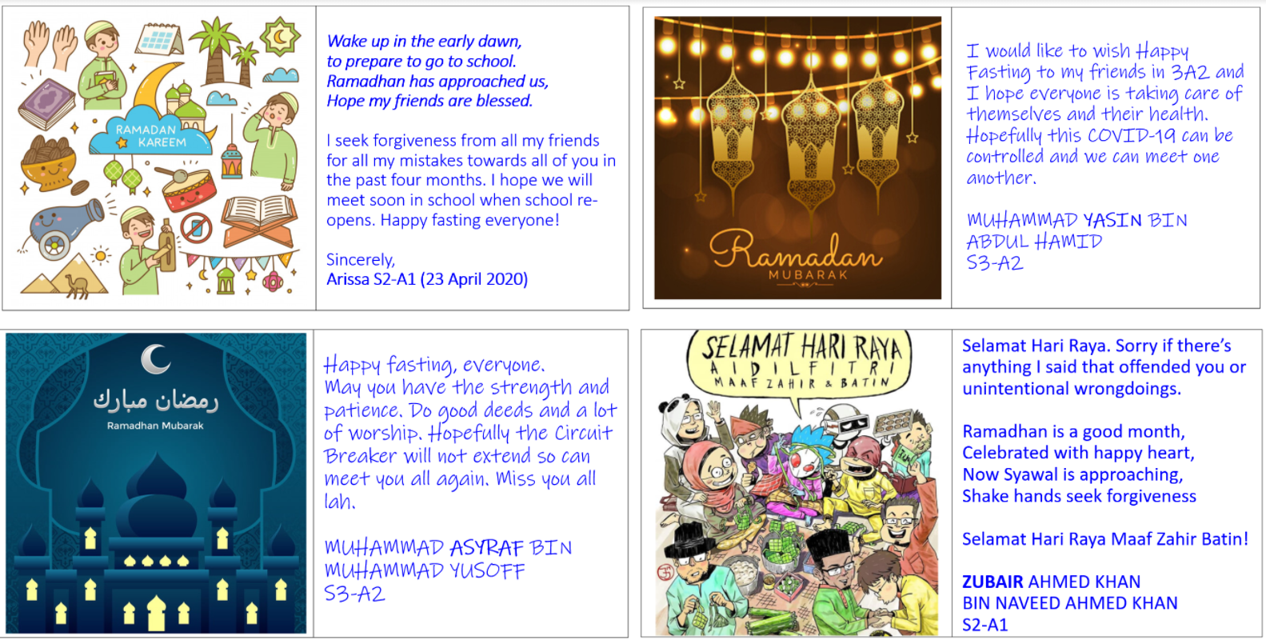 RAMADAN
KAREEM
Wake up in the early dawn,
to prepare to go to school.
Ramadhan has approached us,
Hope my friends are blessed.
I seek forgiveness from all my friends
for all my mistakes towards all of you in
the past four months. I hope we will
meet soon in school when school re-
opens. Happy fasting everyone!
Sincerely,
Arissa S2-A1 (23 April 2020)
Ramadan
MUBARAK
I would like to wish Happy
Fasting to my friends in 3A2 and
I hope everyone is taking care of
themselves and their health.
Hopefully this COVID-19 can be
controlled and we can meet one
another.
MUHAMMAD YASIN BIN
ABDUL HAMID
S3-A2
رمضان مبارك
Ramadhan Mubarak
Happy fasting, everyone.
May you have the strength and
patience. Do good deeds and a lot
of worship. Hopefully the Circuit
Breaker will not extend so can
meet you all again. Miss you all
lah.
MUHAMMAD ASYRAF BIN
MUHAMMAD YUSOFF
S3-A2
SELAMAT HARI RAYA
AIDILFITRI
MAAF ZAHIR & BATIN
Selamat Hari Raya. Sorry if there's
anything I said that offended you or
unintentional wrongdoings.
Ramadhan is a good month,
Celebrated with happy heart,
Now Syawal is approaching,
Shake hands seek forgiveness
Selamat Hari Raya Maaf Zahir Batin!
ZUBAIR AHMED KHAN
BIN NAVEED AHMED KHAN
S2-A1